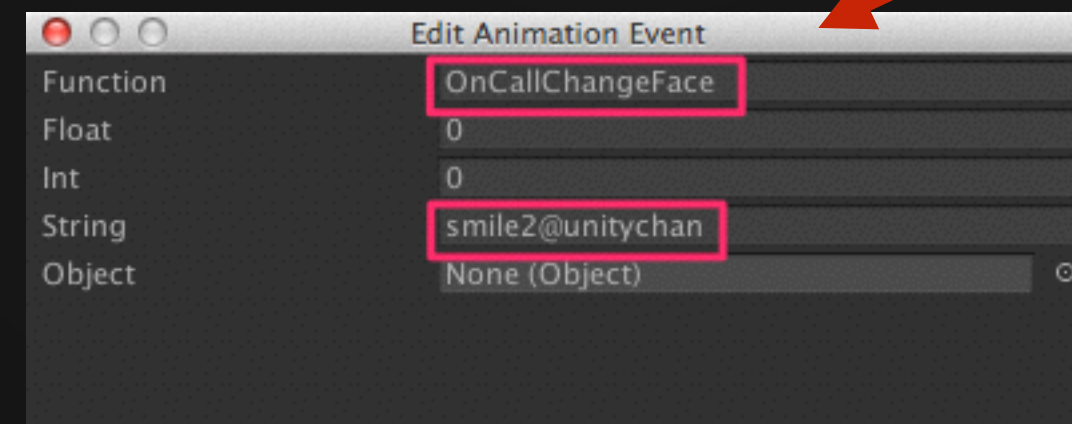 Edit Animation Event
Function OnCallChangeFace
Float 0
Int 0
String smile2@unitychan
Object None (Object)